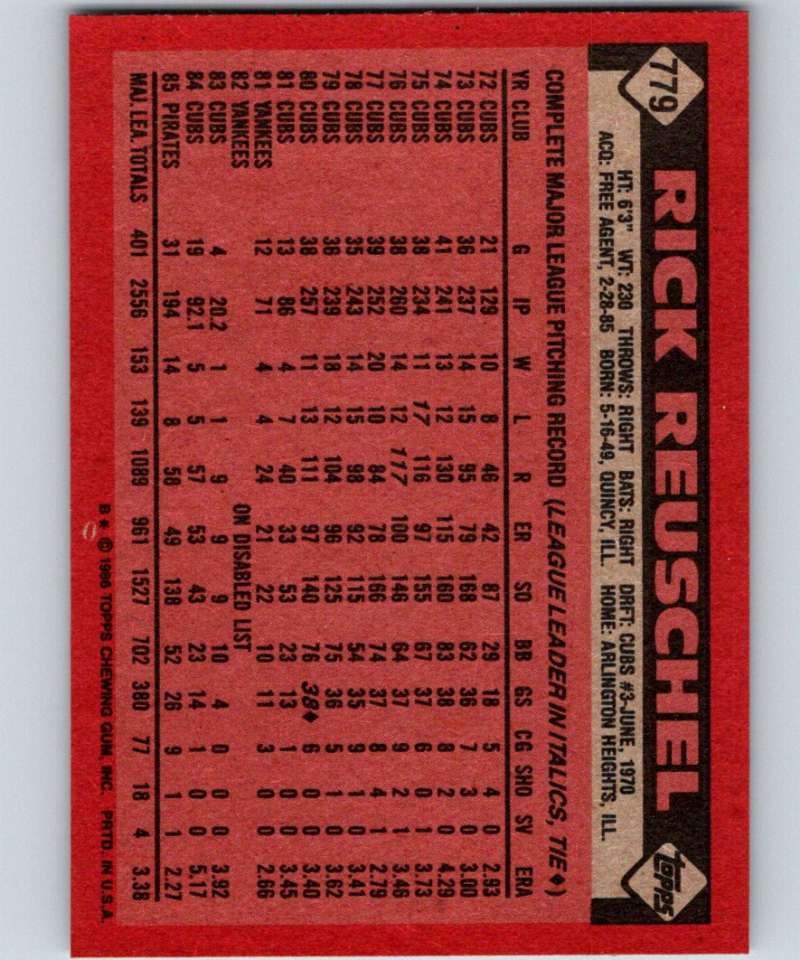 779 RICK REUSCHEL topps
HT: 6'3" WT: 230 THROWS: RIGHT BATS: RIGHT DRFT: CUBS #3-JUNE, 1970
ACQ: FREE AGENT, 2-28-85 BORN: 5-16-49, QUINCY, ILL. HOME: ARLINGTON HEIGHTS, ILL.
COMPLETE MAJOR LEAGUE PITCHING RECORD (LEAGUE LEADER IN ITALICS, TIE♦)
YR CLUB G IP W L R ER SO BB GS CG SHO SV ERA
72 CUBS 21 129 10 8 46 42 87 29 18 5 4 0 2.93
73 CUBS 36 237 14 15 95 79 168 62 36 7 3 0 3.00
74 CUBS 41 241 13 12 130 115 160 83 38 8 2 0 4.29
75 CUBS 38 234 11 17 116 97 155 67 37 6 0 1 3.73
76 CUBS 38 260 14 12 117 100 146 64 37 9 2 1 3.46
77 CUBS 39 252 20 10 84 78 166 74 37 8 4 1 2.79
78 CUBS 35 243 14 15 98 92 115 54 35 9 1 0 3.41
79 CUBS 36 239 18 12 104 96 125 75 36 5 1 0 3.62
80 CUBS 38 257 11 13 111 97 140 76 38♦ 6 0 0 3.40
81 CUBS 13 86 4 7 40 33 53 23 13 1 0 0 3.45
81 YANKEES 12 71 4 4 24 21 22 10 11 3 0 0 2.66
82 YANKEES ON DISABLED LIST
83 CUBS 4 20.2 1 1 9 9 9 10 4 0 0 0 3.92
84 CUBS 19 92.1 5 5 57 53 43 23 14 1 0 0 5.17
85 PIRATES 31 194 14 8 58 49 138 52 26 9 1 1 2.27
MAJ. LEA. TOTALS 401 2556 153 139 1089 961 1527 702 380 77 18 4 3.38
B* © 1986 TOPPS CHEWING GUM, INC. PRTD. IN U.S.A.